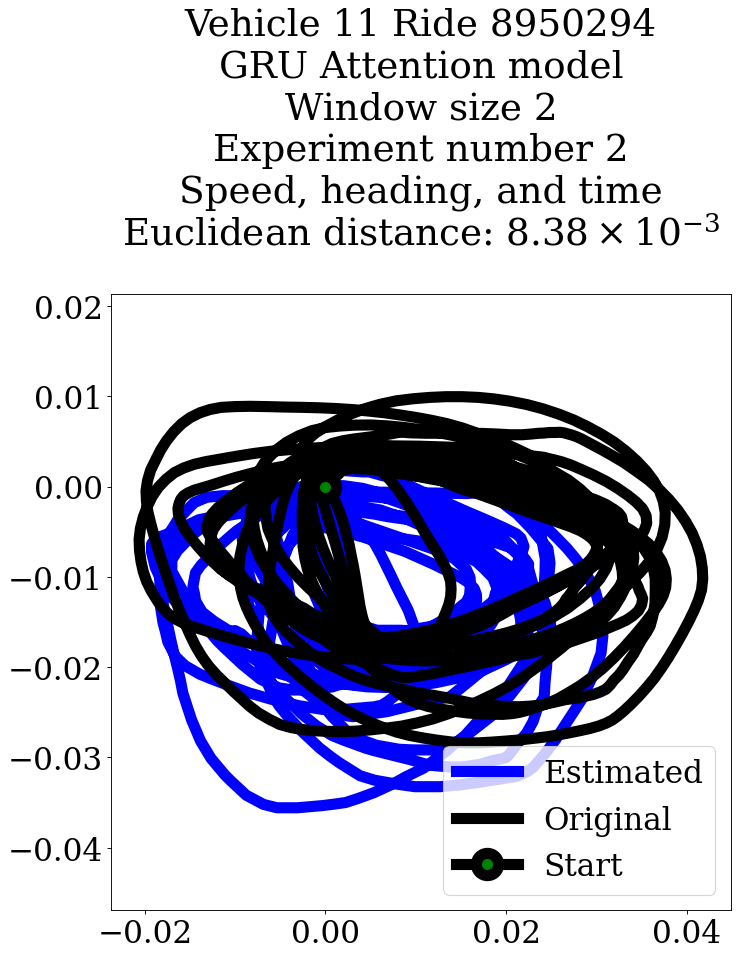 Vehicle 11 Ride 8950294
GRU Attention model
Window size 2
Experiment number 2
Speed, heading, and time
Euclidean distance: 8.38 × 10⁻³
0.02
0.01
0.00
−0.01
−0.02
−0.03
−0.04
Estimated
Original
Start
−0.02 0.00 0.02 0.04